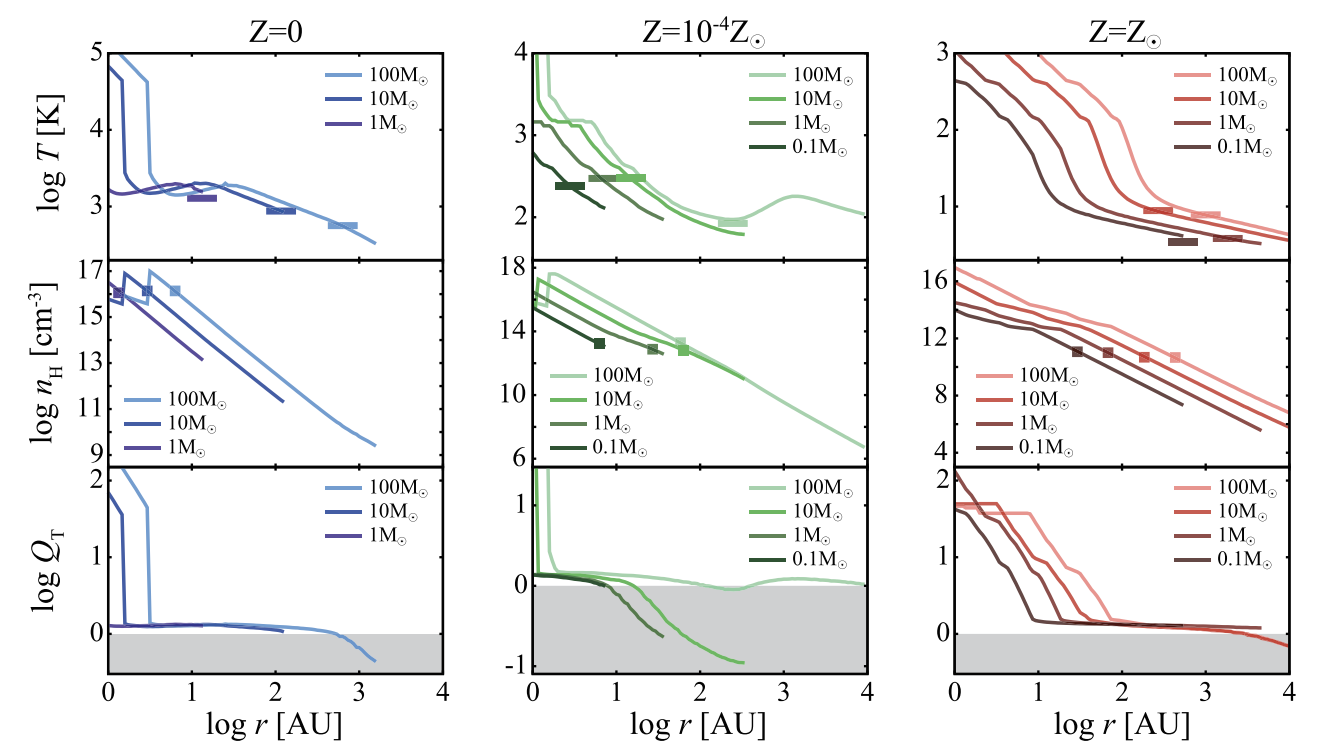 Z=0
Z=10⁻⁴Z☉
Z=Z☉
log T [K]
5
4
3
100M☉
10M☉
1M☉
4
3
2
100M☉
10M☉
1M☉
0.1M☉
3
2
1
100M☉
10M☉
1M☉
0.1M☉
log nH [cm⁻³]
17
15
13
11
9
100M☉
10M☉
1M☉
18
14
10
6
100M☉
10M☉
1M☉
0.1M☉
16
12
8
4
100M☉
10M☉
1M☉
0.1M☉
log QT
2
1
0
100M☉
10M☉
1M☉
1
0
-1
100M☉
10M☉
1M☉
0.1M☉
2
1
0
100M☉
10M☉
1M☉
0.1M☉
0 1 2 3 4
0 1 2 3 4
0 1 2 3 4
log r [AU]
log r [AU]
log r [AU]